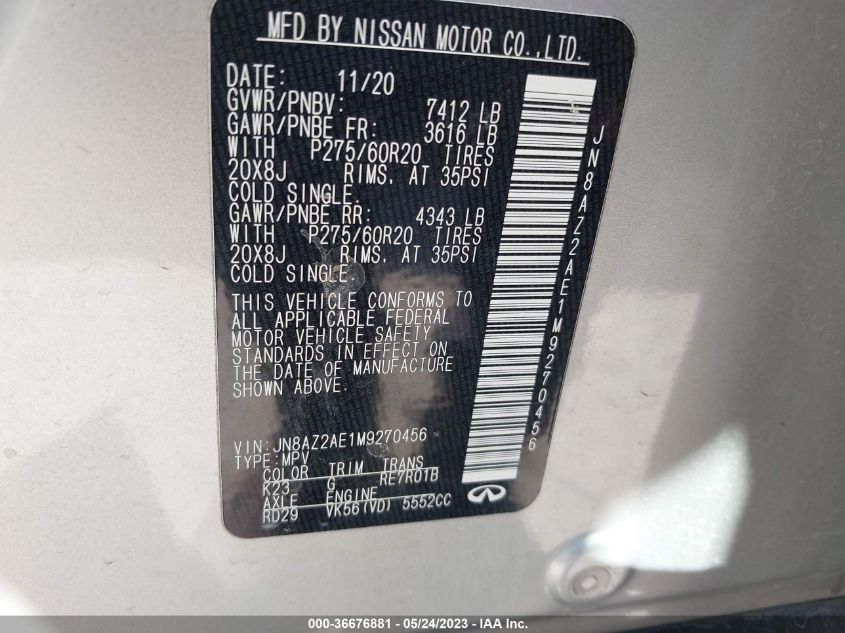 MFD BY NISSAN MOTOR CO.,LTD.
DATE: 11/20
GVWR/PNBV: 7412 LB
GAWR/PNBE FR: 3616 LB
WITH P275/60R20 TIRES
20X8J RIMS, AT 35PSI
COLD SINGLE.
GAWR/PNBE RR: 4343 LB
WITH P275/60R20 TIRES
20X8J RIMS, AT 35PSI
COLD SINGLE.
THIS VEHICLE CONFORMS TO
ALL APPLICABLE FEDERAL
MOTOR VEHICLE SAFETY
STANDARDS IN EFFECT ON
THE DATE OF MANUFACTURE
SHOWN ABOVE.
VIN:JN8AZ2AE1M9270456
TYPE:MPV
COLOR TRIM TRANS
K23 G RE7R01B
AXLE ENGINE
RD29 VK56(VD) 5552CC
JN8AZ2AE1M9270456
000-36676881 - 05/24/2023 - IAA Inc.